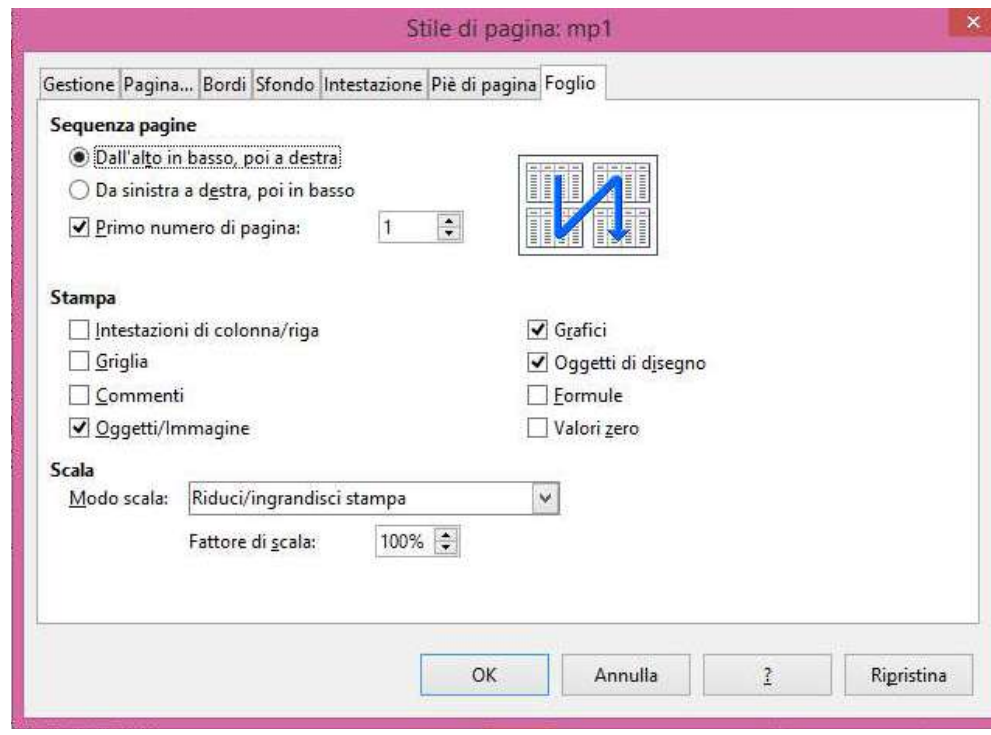 Stile di pagina: mp1
Gestione Pagina... Bordi Sfondo Intestazione Piè di pagina Foglio
Sequenza pagine
Dall'alto in basso, poi a destra
Da sinistra a destra, poi in basso
Primo numero di pagina: 1
Stampa
Intestazioni di colonna/riga Grafici
Griglia Oggetti di disegno
Commenti Formule
Oggetti/Immagine Valori zero
Scala
Modo scala: Riduci/ingrandisci stampa
Fattore di scala: 100%
OK Annulla ? Ripristina